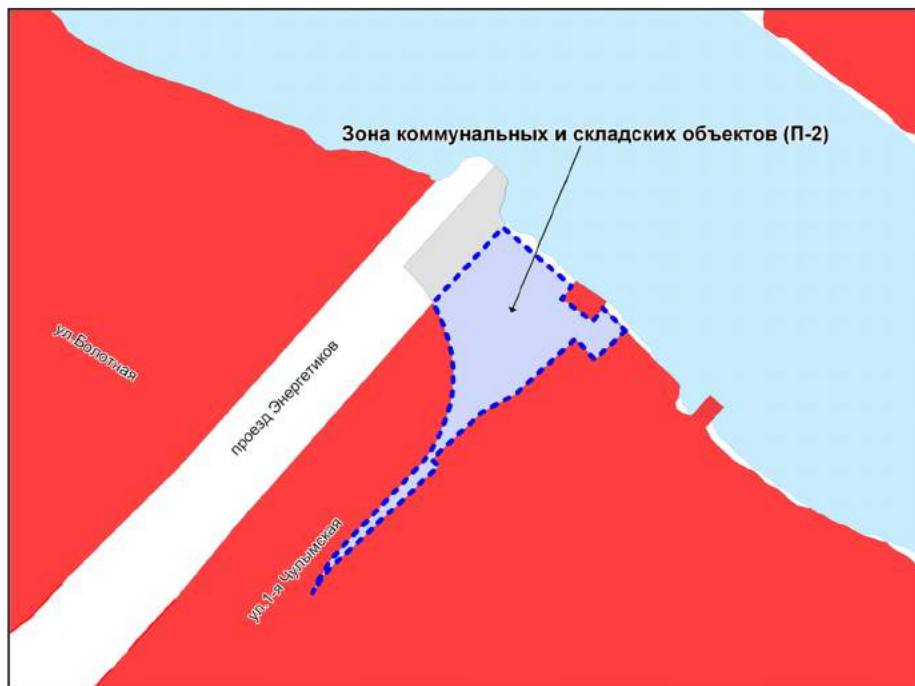 Зона коммунальных и складских объектов (П-2)
ул.Болотная
проезд Энергетиков
ул.1-я Чулымская